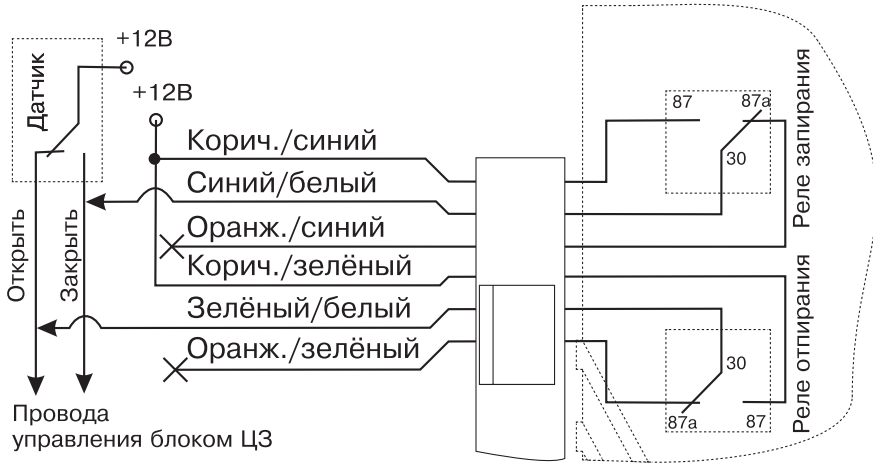 +12В
Датчик
+12В
Корич./синий
Синий/белый
Оранж./синий
Корич./зелёный
Зелёный/белый
Оранж./зелёный
Открыть
Закрыть
Провода
управления блоком ЦЗ
87
87а
30
Реле запирания
30
87а
87
Реле отпирания